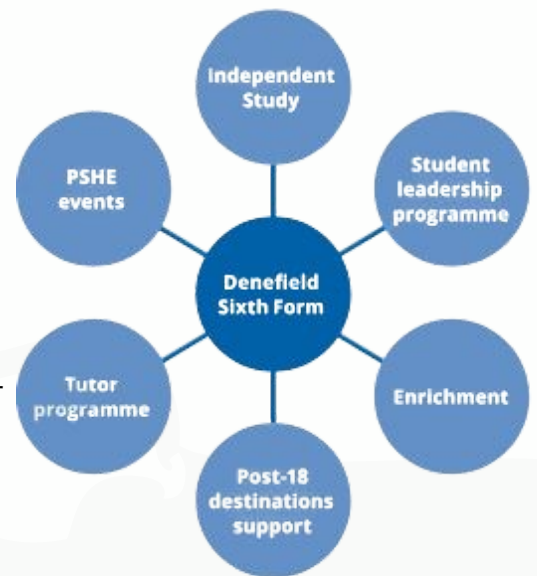 Independent
Study
Student
leadership
programme
Enrichment
Post-18
destinations
support
Tutor
programme
PSHE
events
Denefield
Sixth Form